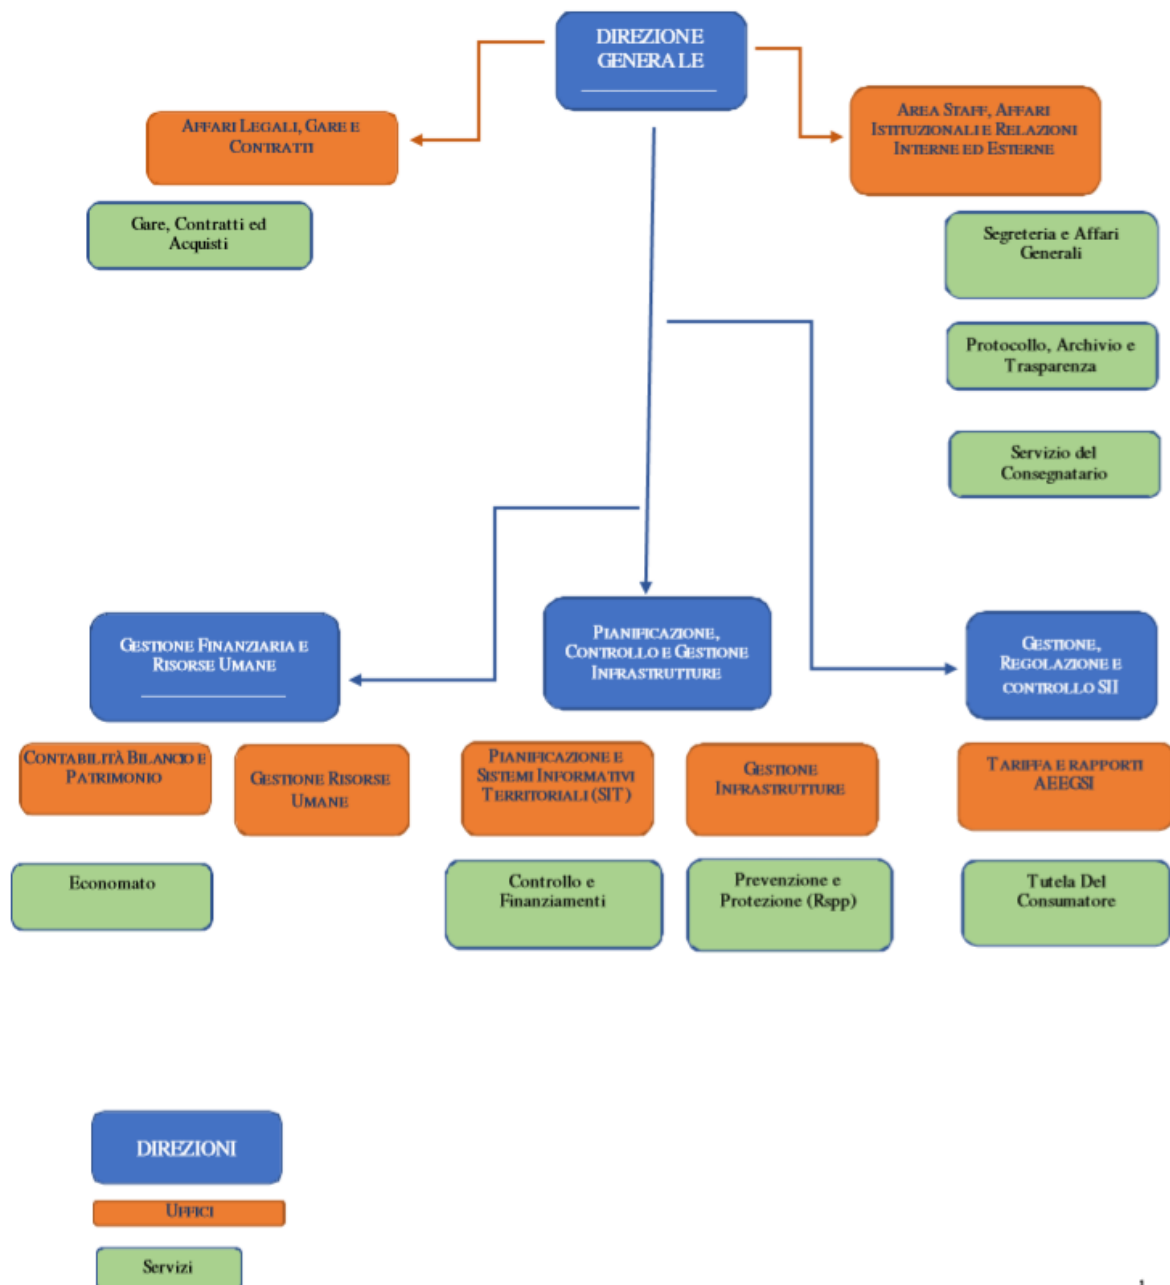 DIREZIONE
GENERALE
AFFARI LEGALI, GARE E
CONTRATTI
AREA STAFF, AFFARI
ISTITUZIONALI E RELAZIONI
INTERNE ED ESTERNE
Gare, Contratti ed
Acquisti
Segreteria e Affari
Generali
Protocollo, Archivio e
Trasparenza
Servizio del
Consegnatario
GESTIONE FINANZIARIA E
RISORSE UMANE
PIANIFICAZIONE,
CONTROLLO E GESTIONE
INFRASTRUTTURE
GESTIONE,
REGOLAZIONE E
CONTROLLO SII
CONTABILITÀ BILANCIO E
PATRIMONIO
GESTIONE RISORSE
UMANE
PIANIFICAZIONE E
SISTEMI INFORMATIVI
TERRITORIALI (SIT)
GESTIONE
INFRASTRUTTURE
TARIFFA E RAPPORTI
AEEGSI
Economato
Controllo e
Finanziamenti
Prevenzione e
Protezione (Rspp)
Tutela Del
Consumatore
DIREZIONI
UFFICI
Servizi
1